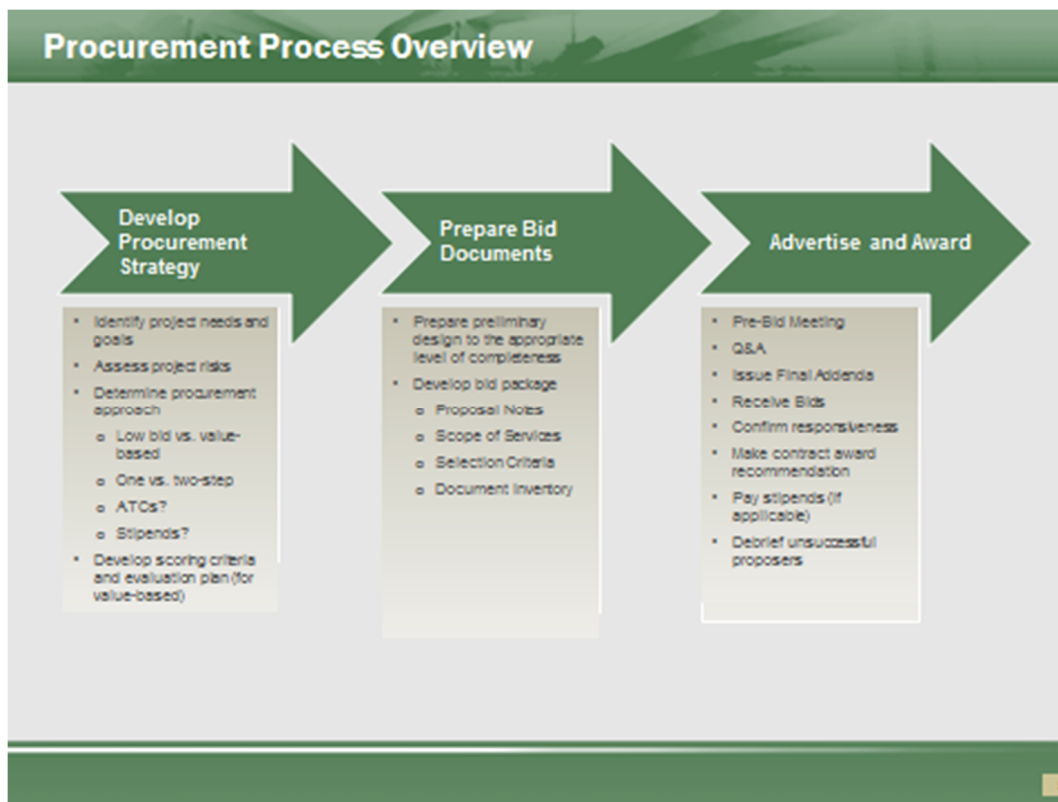 Procurement Process Overview
Develop
Procurement
Strategy
▪ Identify project needs and
goals
▪ Assess project risks
▪ Determine procurement
approach
o Low bid vs. value-
based
o One vs. two-step
o ATCs?
o Stipends?
▪ Develop scoring criteria
and evaluation plan (for
value-based)
Prepare Bid
Documents
▪ Prepare preliminary
design to the appropriate
level of completeness
▪ Develop bid package
o Proposal Notes
o Scope of Services
o Selection Criteria
o Document Inventory
Advertise and Award
▪ Pre-Bid Meeting
▪ Q&A
▪ Issue Final Addenda
▪ Receive Bids
▪ Confirm responsiveness
▪ Make contract award
recommendation
▪ Pay stipends (if
applicable)
▪ Debrief unsuccessful
proposers